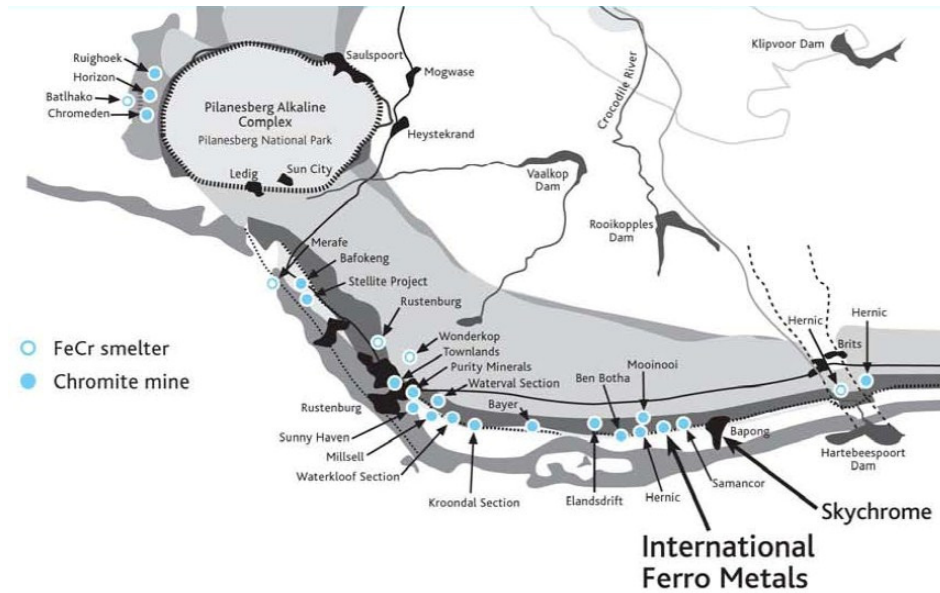 Ruighoek
Horizon
Batlhako
Chromeden
Pilanesberg Alkaline
Complex
Pilanesberg National Park
Saulspoort
Mogwase
Heystekrand
Ledig
Sun City
Crocodile River
Klipvoor Dam
Vaalkop
Dam
Rooikopples
Dam
Merafe
Bafokeng
Stellite Project
Rustenburg
Wonderkop
Townlands
Purity Minerals
Waterval Section
Bayer
Ben Botha
Mooinooi
Hernic
Hernic
Brits
FeCr smelter
Chromite mine
Rustenburg
Sunny Haven
Millsell
Waterkloof Section
Kroondal Section
Elandsdrift
Hernic
Samancor
Bapong
Hartebeespoort
Dam
Skychrome
International
Ferro Metals